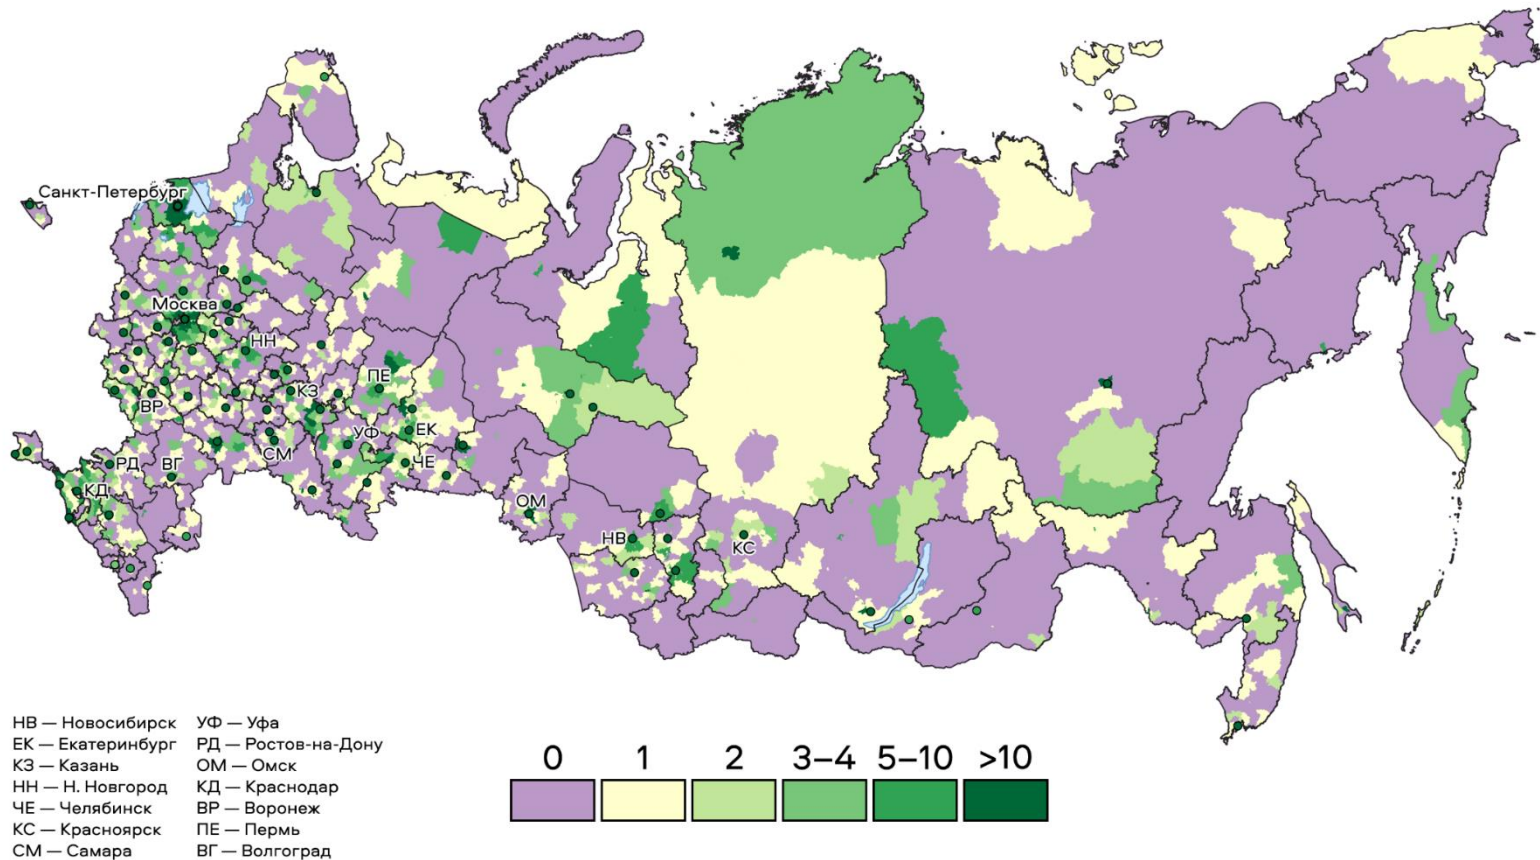 Санкт-Петербург
Москва
НН
ПЕ
КЗ
ВР
ЕК
УФ
СМ
ЧЕ
РД
ВГ
КД
ОМ
НВ
КС
НВ — Новосибирск
ЕК — Екатеринбург
КЗ — Казань
НН — Н. Новгород
ЧЕ — Челябинск
КС — Красноярск
СМ — Самара
УФ — Уфа
РД — Ростов-на-Дону
ОМ — Омск
КД — Краснодар
ВР — Воронеж
ПЕ — Пермь
ВГ — Волгоград
0 1 2 3–4 5–10 >10